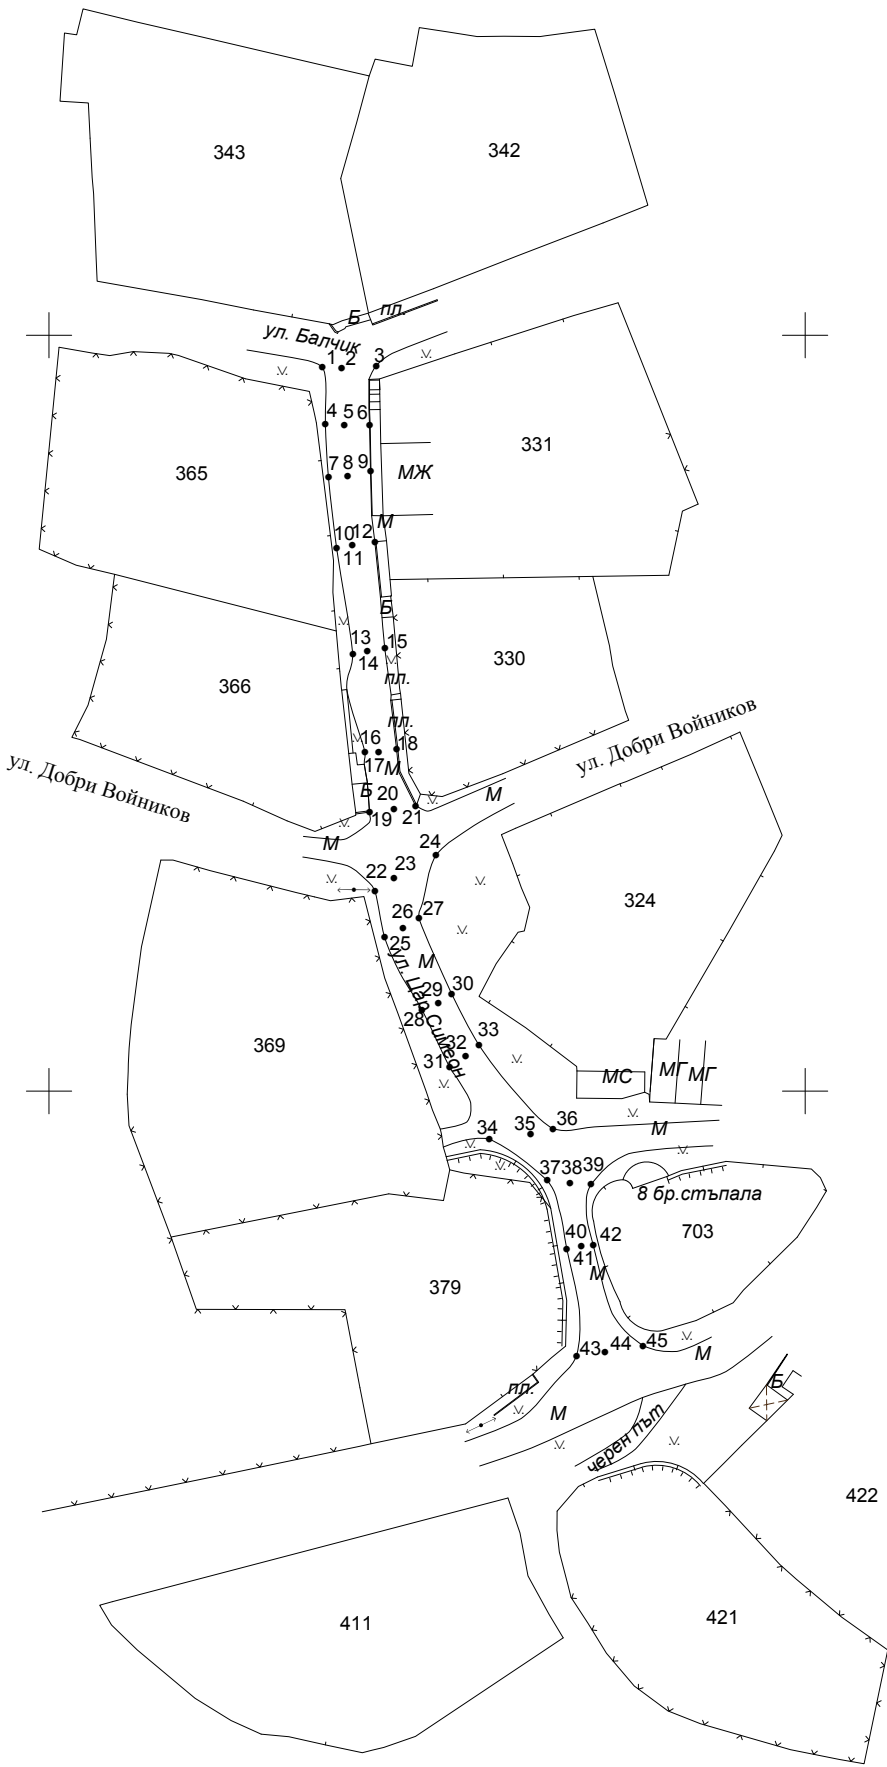 343
342
Б
пл.
ул. Балчик
1
2
3
4
5
6
331
365
7
8
9
МЖ
М
10
12
11
Б
13
15
14
330
366
пл.
пл.
ул. Добри Войников
16
18
ул. Добри Войников
17
М
Б
20
М
19
21
М
24
23
22
324
27
26
25
ул. Цар Симеон
М
30
29
28
33
369
32
31
МС
МГ
МГ
36
35
М
34
37
38
39
8 бр.стъпала
703
40
42
41
М
379
43
44
45
М
пл.
Б
М
черен път
422
411
421